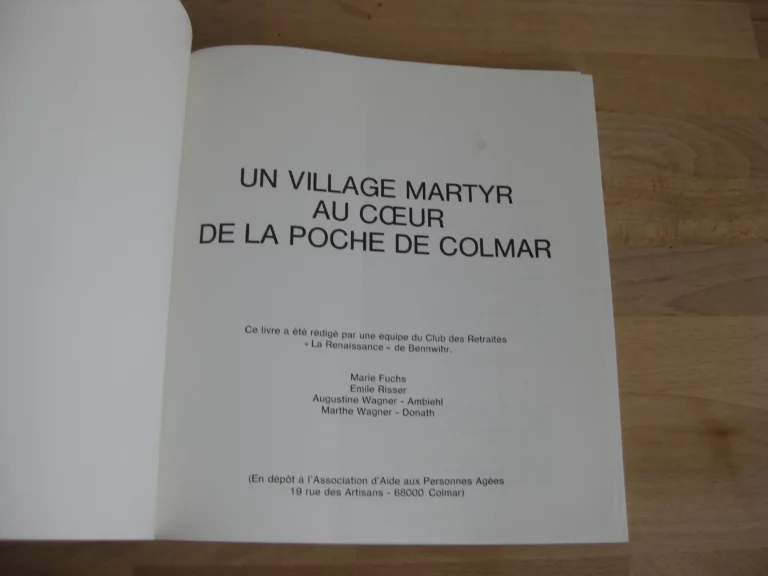 UN VILLAGE MARTYR
AU CŒUR
DE LA POCHE DE COLMAR
Ce livre a été rédigé par une équipe du Club des Retraités
« La Renaissance » de Bennwihr.
Marie Fuchs
Emile Risser
Augustine Wagner - Ambiehl
Marthe Wagner - Donath
(En dépôt à l'Association d'Aide aux Personnes Agées
19 rue des Artisans - 68000 Colmar)